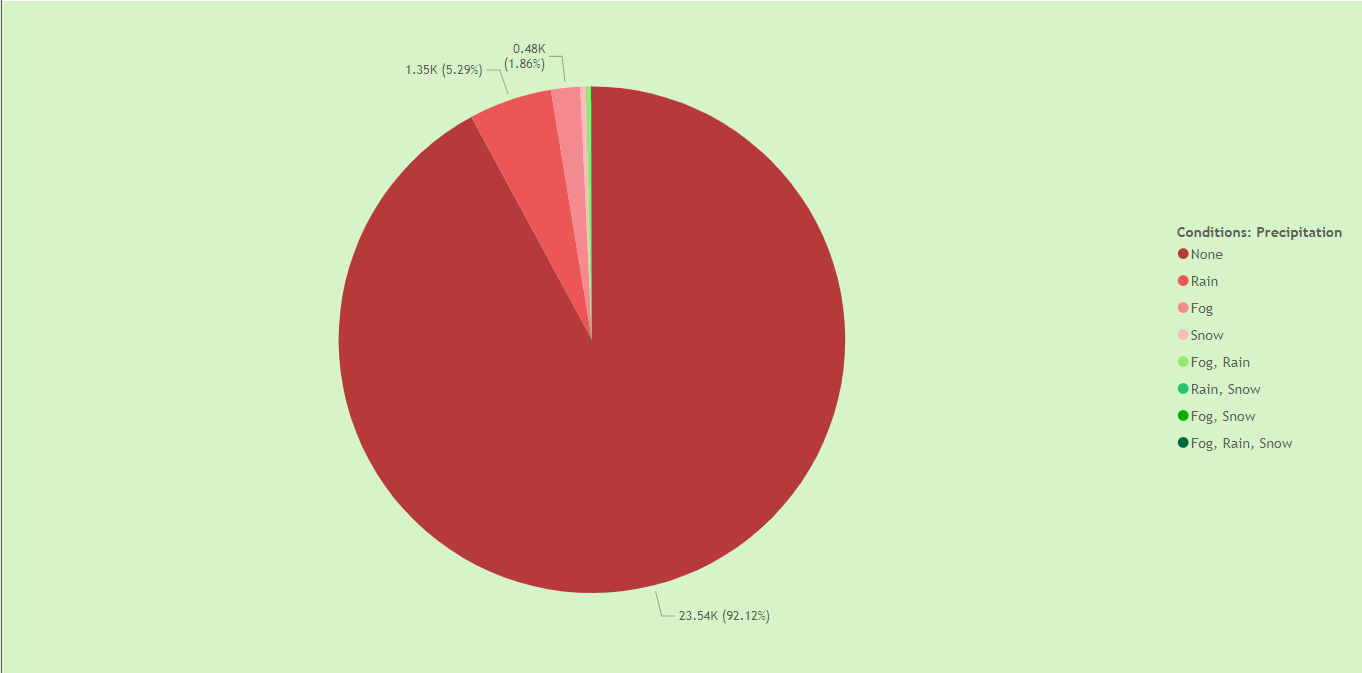 0.48K
(1.86%)
1.35K (5.29%)
23.54K (92.12%)
Conditions: Precipitation
None
Rain
Fog
Snow
Fog, Rain
Rain, Snow
Fog, Snow
Fog, Rain, Snow